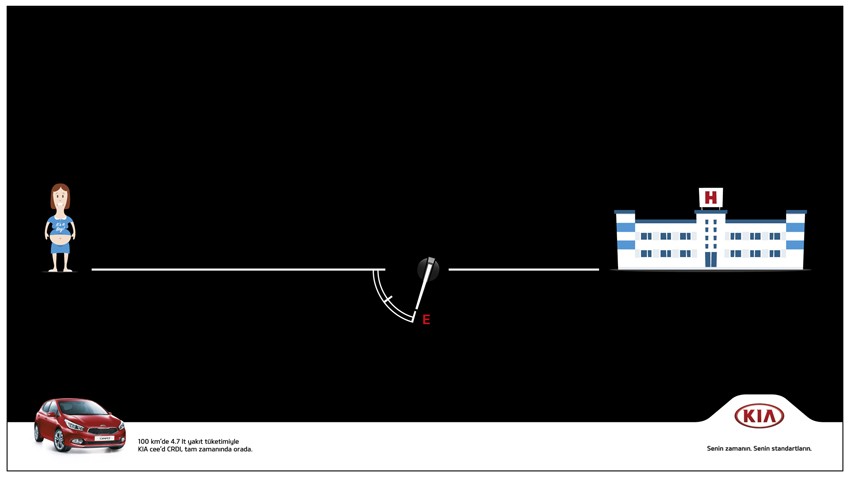 H
E
100 km'de 4.7 lt yakıt tüketimiyle
KIA cee'd CRDI, tam zamanında orada.
KIA
Senin zamanın. Senin standartların.